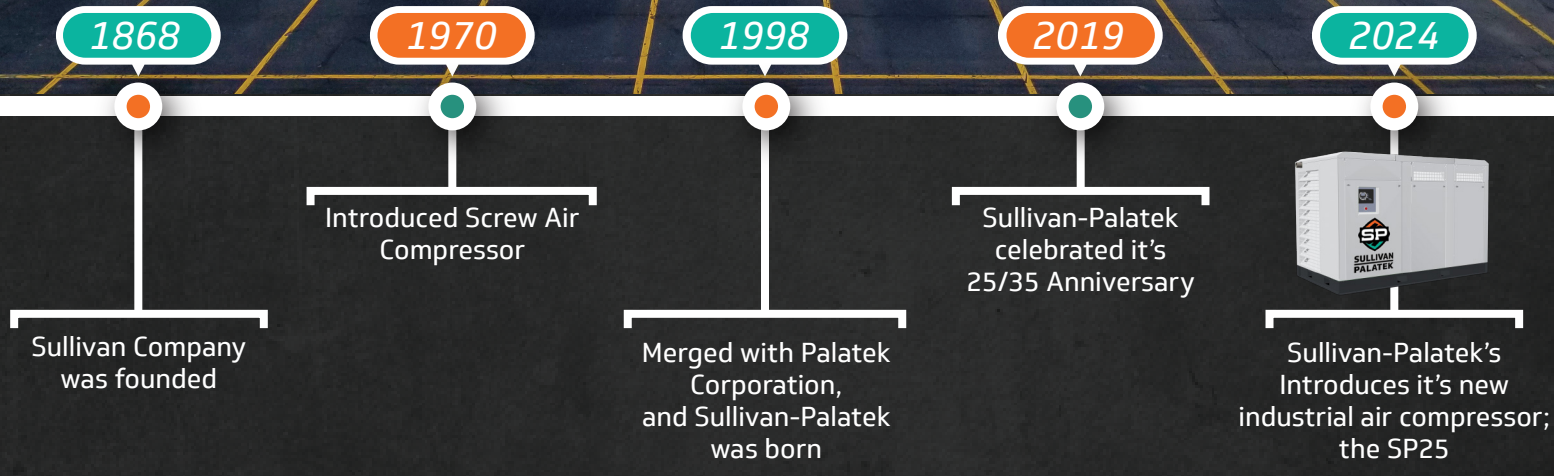 1868
Sullivan Company
was founded
1970
Introduced Screw Air
Compressor
1998
Merged with Palatek
Corporation,
and Sullivan-Palatek
was born
2019
Sullivan-Palatek
celebrated it’s
25/35 Anniversary
2024
SP
SULLIVAN
PALATEK
Sullivan-Palatek’s
Introduces it’s new
industrial air compressor;
the SP25